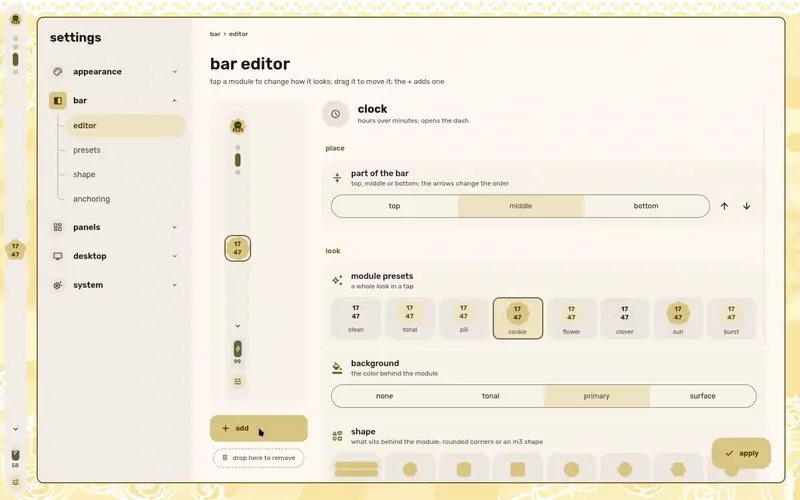 settings
appearance
bar
editor
presets
shape
anchoring
panels
desktop
system
bar › editor
bar editor
tap a module to change how it looks; drag it to move it; the + adds one
17
47
17
47
99
+ add
drop here to remove
clock
hours over minutes; opens the dash
place
part of the bar
top, middle or bottom; the arrows change the order
top middle bottom
look
module presets
a whole look in a tap
17 17 17 17 17 17 17 17
47 47 47 47 47 47 47 47
clean tonal pill cookie flower clover sun burst
background
the color behind the module
none tonal primary surface
shape
what sits behind the module: rounded corners or an m3 shape
apply